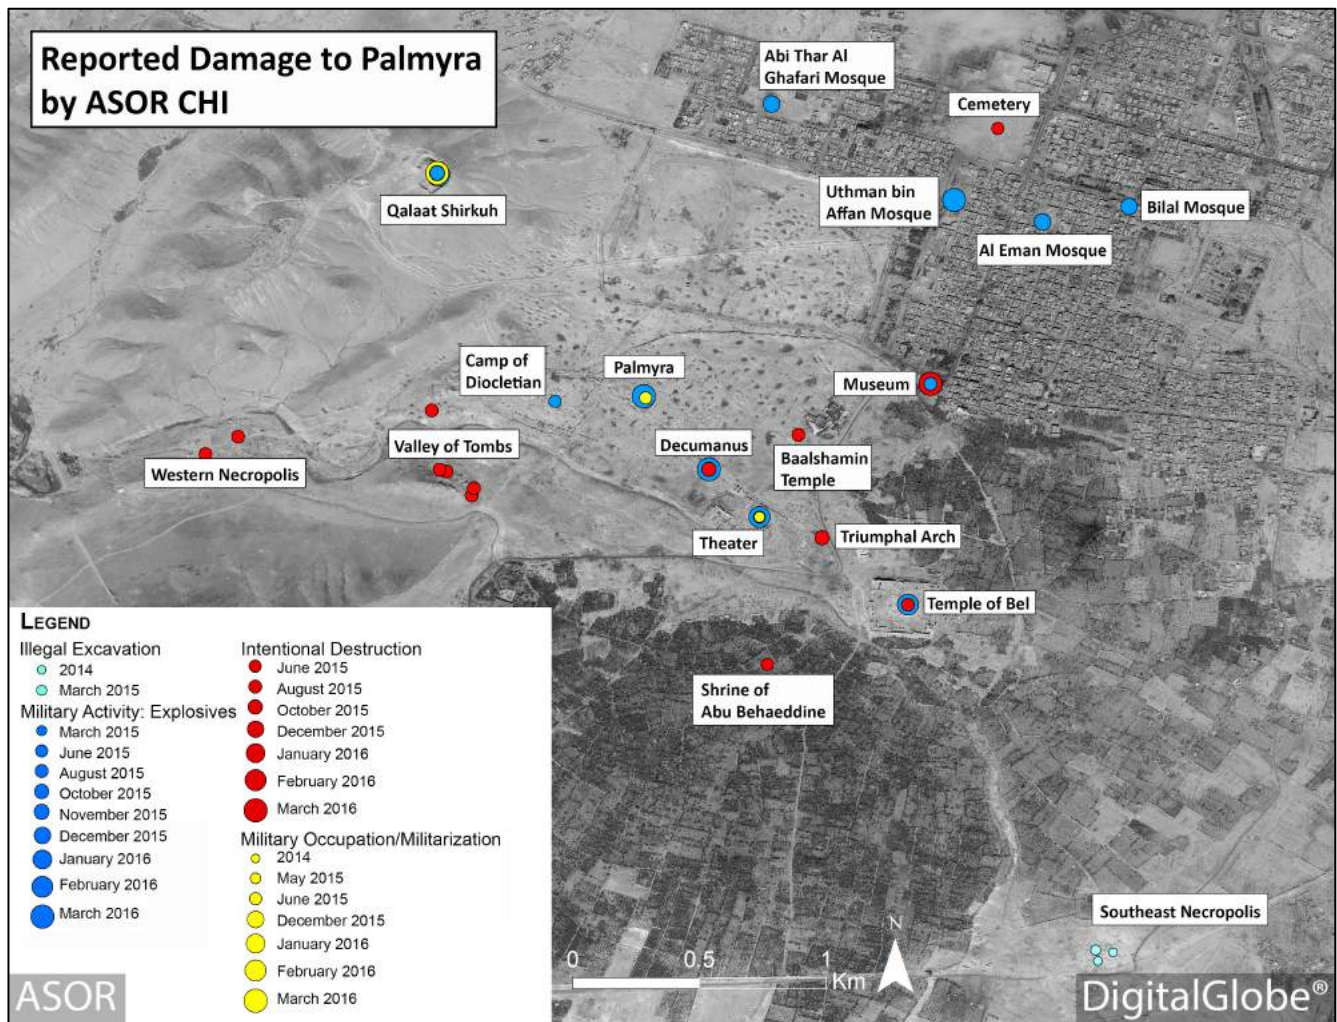 Reported Damage to Palmyra
by ASOR CHI
Abi Thar Al
Ghafari Mosque
Cemetery
Qalaat Shirkuh
Uthman bin
Affan Mosque
Bilal Mosque
Al Eman Mosque
Camp of
Diocletian
Palmyra
Museum
Western Necropolis
Valley of Tombs
Decumanus
Baalshamin
Temple
Theater
Triumphal Arch
Temple of Bel
Shrine of
Abu Behaeddine
Southeast Necropolis
LEGEND
Illegal Excavation
2014
March 2015
Military Activity: Explosives
March 2015
June 2015
August 2015
October 2015
November 2015
December 2015
January 2016
February 2016
March 2016
Intentional Destruction
June 2015
August 2015
October 2015
December 2015
January 2016
February 2016
March 2016
Military Occupation/Militarization
2014
May 2015
June 2015
December 2015
January 2016
February 2016
March 2016
0 0.5 1
Km
N
ASOR
DigitalGlobe®